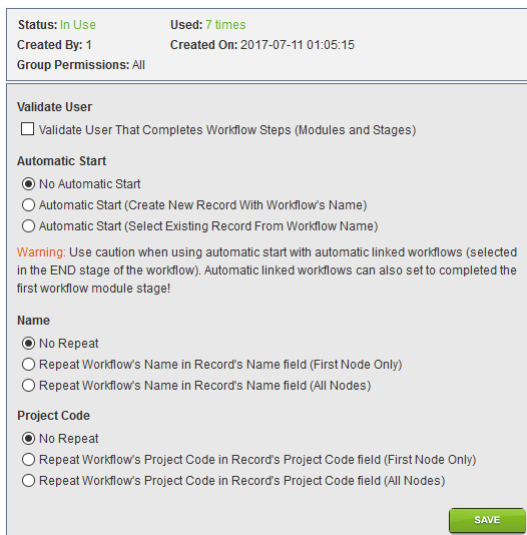 Status: In Use Used: 7 times
Created By: 1 Created On: 2017-07-11 01:05:15
Group Permissions: All
Validate User
Validate User That Completes Workflow Steps (Modules and Stages)
Automatic Start
No Automatic Start
Automatic Start (Create New Record With Workflow's Name)
Automatic Start (Select Existing Record From Workflow Name)
Warning: Use caution when using automatic start with automatic linked workflows (selected
in the END stage of the workflow). Automatic linked workflows can also set to completed the
first workflow module stage!
Name
No Repeat
Repeat Workflow's Name in Record's Name field (First Node Only)
Repeat Workflow's Name in Record's Name field (All Nodes)
Project Code
No Repeat
Repeat Workflow's Project Code in Record's Project Code field (First Node Only)
Repeat Workflow's Project Code in Record's Project Code field (All Nodes)
SAVE